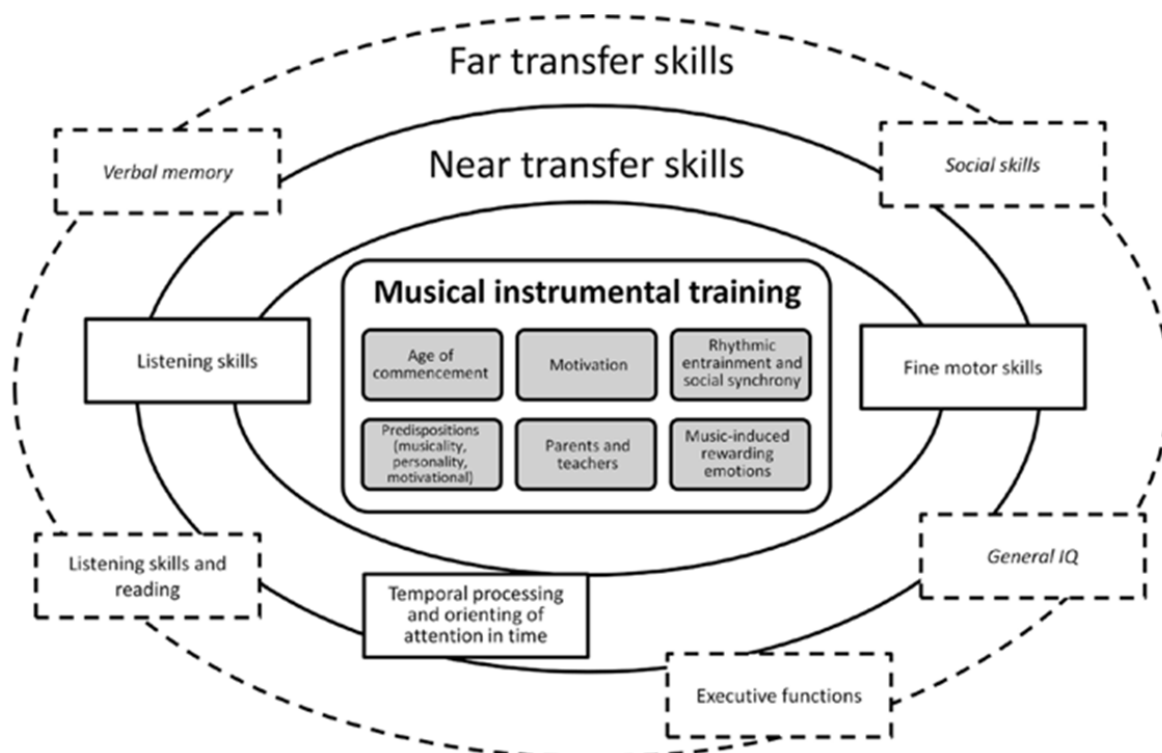 Far transfer skills
Verbal memory
Social skills
Near transfer skills
Musical instrumental training
Listening skills
Age of
commencement
Motivation
Rhythmic
entrainment and
social synchrony
Fine motor skills
Predispositions
(musicality,
personality,
motivational)
Parents and
teachers
Music-induced
rewarding
emotions
Listening skills and
reading
General IQ
Temporal processing
and orienting of
attention in time
Executive functions